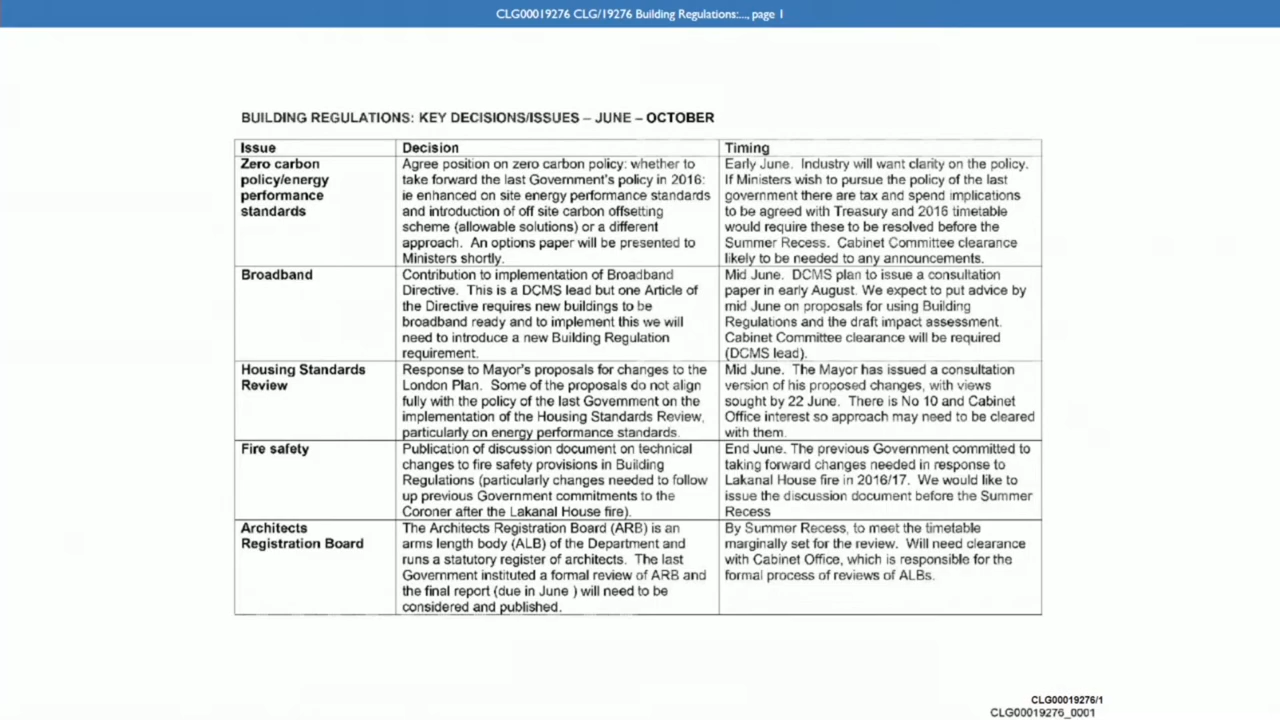 CLG00019276 CLG/19276 Building Regulations:..., page 1
BUILDING REGULATIONS: KEY DECISIONS/ISSUES – JUNE – OCTOBER
Issue
Decision
Timing
Zero carbon
policy/energy
performance
standards
Agree position on zero carbon policy: whether to
take forward the last Government's policy in 2016:
ie enhanced on site energy performance standards
and introduction of off site carbon offsetting
scheme (allowable solutions) or a different
approach. An options paper will be presented to
Ministers shortly.
Early June. Industry will want clarity on the policy.
If Ministers wish to pursue the policy of the last
government there are tax and spend implications
to be agreed with Treasury and 2016 timetable
would require these to be resolved before the
Summer Recess. Cabinet Committee clearance
likely to be needed to any announcements.
Broadband
Contribution to implementation of Broadband
Directive. This is a DCMS lead but one Article of
the Directive requires new buildings to be
broadband ready and to implement this we will
need to introduce a new Building Regulation
requirement.
Mid June. DCMS plan to issue a consultation
paper in early August. We expect to put advice by
mid June on proposals for using Building
Regulations and the draft impact assessment.
Cabinet Committee clearance will be required
(DCMS lead).
Housing Standards
Review
Response to Mayor's proposals for changes to the
London Plan. Some of the proposals do not align
fully with the policy of the last Government on the
implementation of the Housing Standards Review,
particularly on energy performance standards.
Mid June. The Mayor has issued a consultation
version of his proposed changes, with views
sought by 22 June. There is No 10 and Cabinet
Office interest so approach may need to be cleared
with them.
Fire safety
Publication of discussion document on technical
changes to fire safety provisions in Building
Regulations (particularly changes needed to follow
up previous Government commitments to the
Coroner after the Lakanal House fire).
End June. The previous Government committed to
taking forward changes needed in response to
Lakanal House fire in 2016/17. We would like to
issue the discussion document before the Summer
Recess
Architects
Registration Board
The Architects Registration Board (ARB) is an
arms length body (ALB) of the Department and
runs a statutory register of architects. The last
Government instituted a formal review of ARB and
the final report (due in June ) will need to be
considered and published.
By Summer Recess, to meet the timetable
marginally set for the review. Will need clearance
with Cabinet Office, which is responsible for the
formal process of reviews of ALBs.
CLG00019276/1
CLG00019276_0001